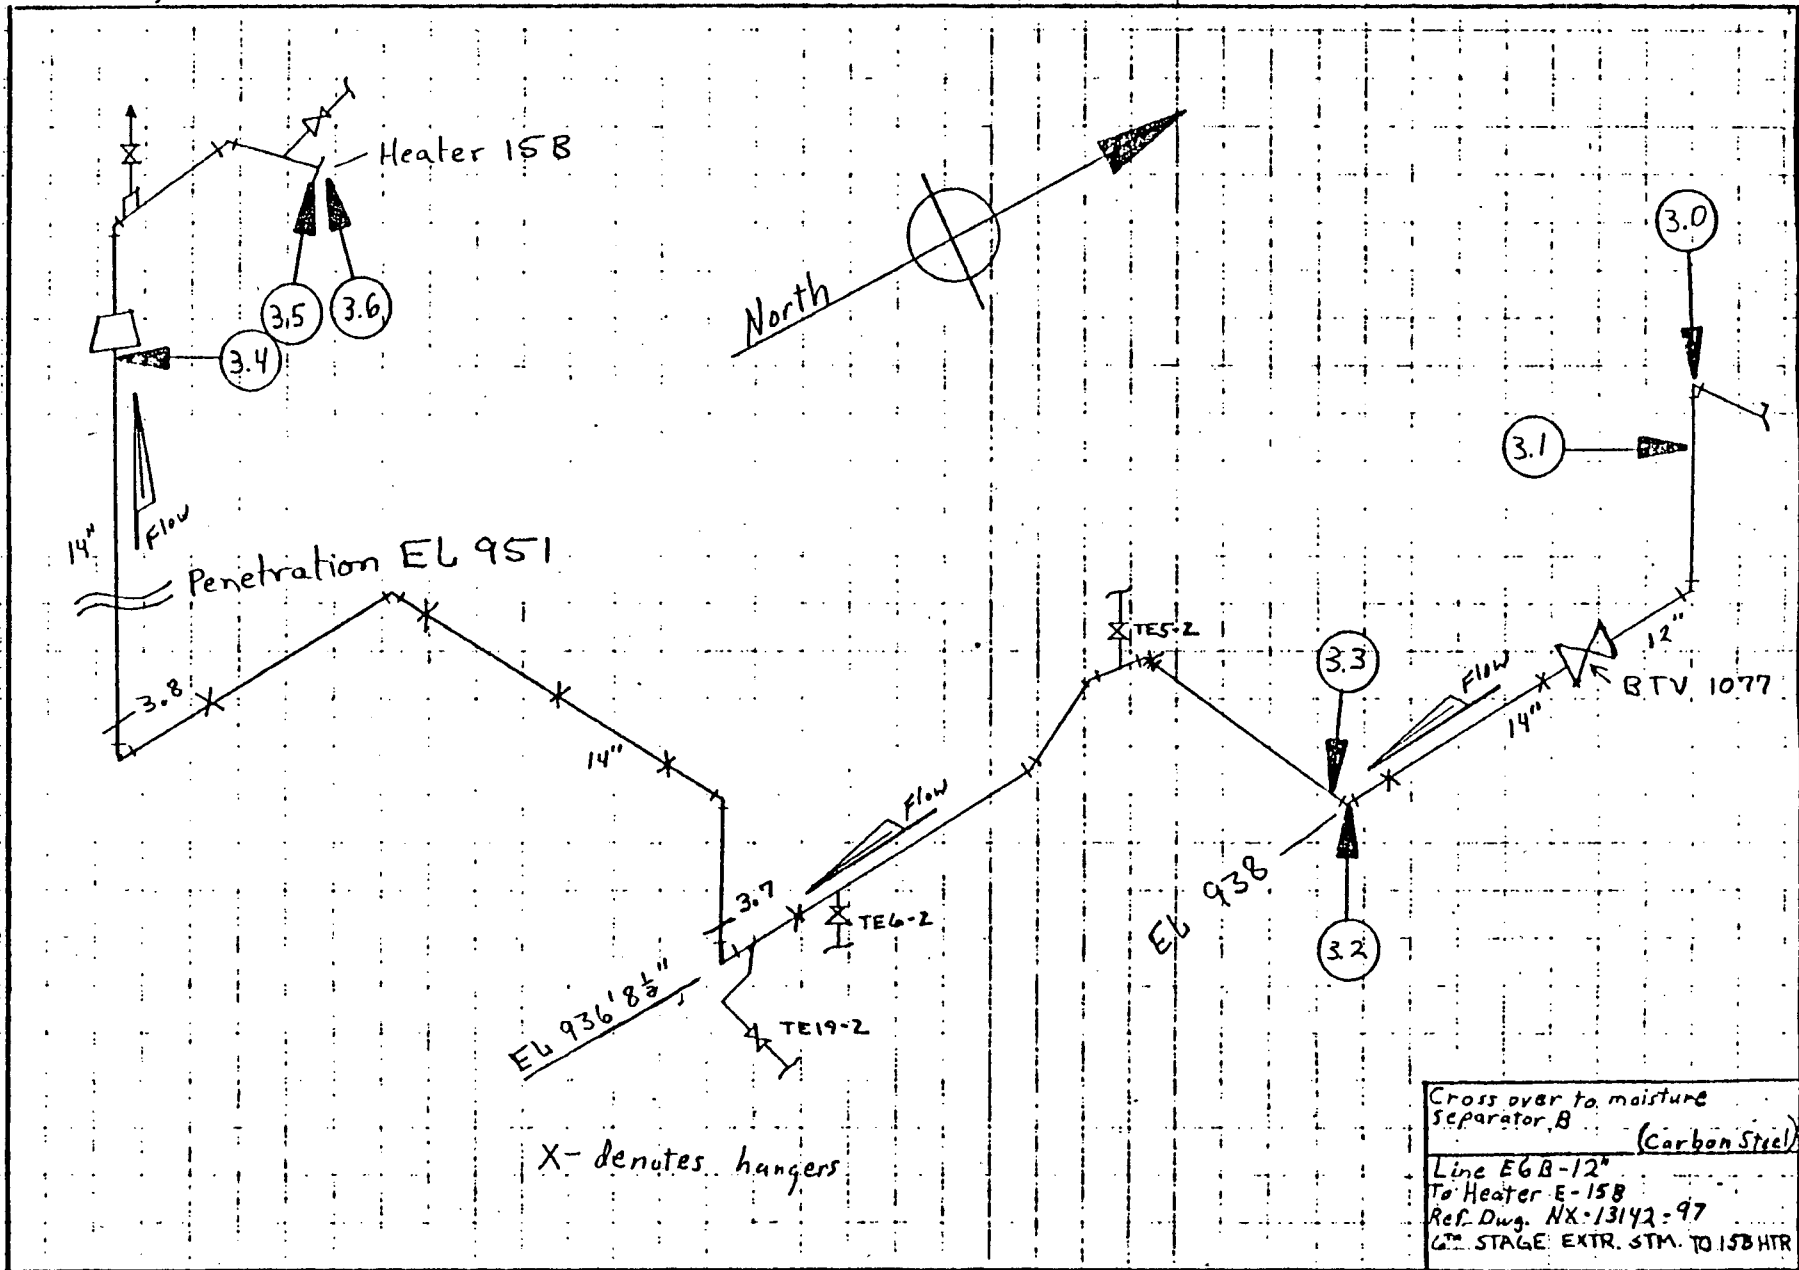 Heater 15B
3.0
3.5
3.6
North
3.4
3.1
Flow
14"
Penetration EL 951
TE5-2
3.3
12"
Flow
BTV 1077
3.8
14"
14"
Flow
EL 938
3.7
TE6-2
3.2
EL 936' 8 1/2"
TE19-2
X- denotes hangers
Cross over to moisture
separator B
(Carbon Steel)
Line E6B-12"
To Heater E-15B
Ref. Dwg. NX-13142-97
6TH STAGE EXTR. STM. TO 15B HTR